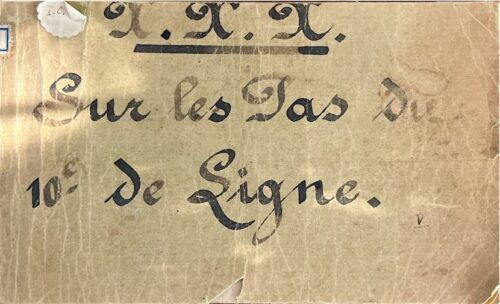 L.C.
X. X. X.
Sur les Pas du
10e de Ligne.
V